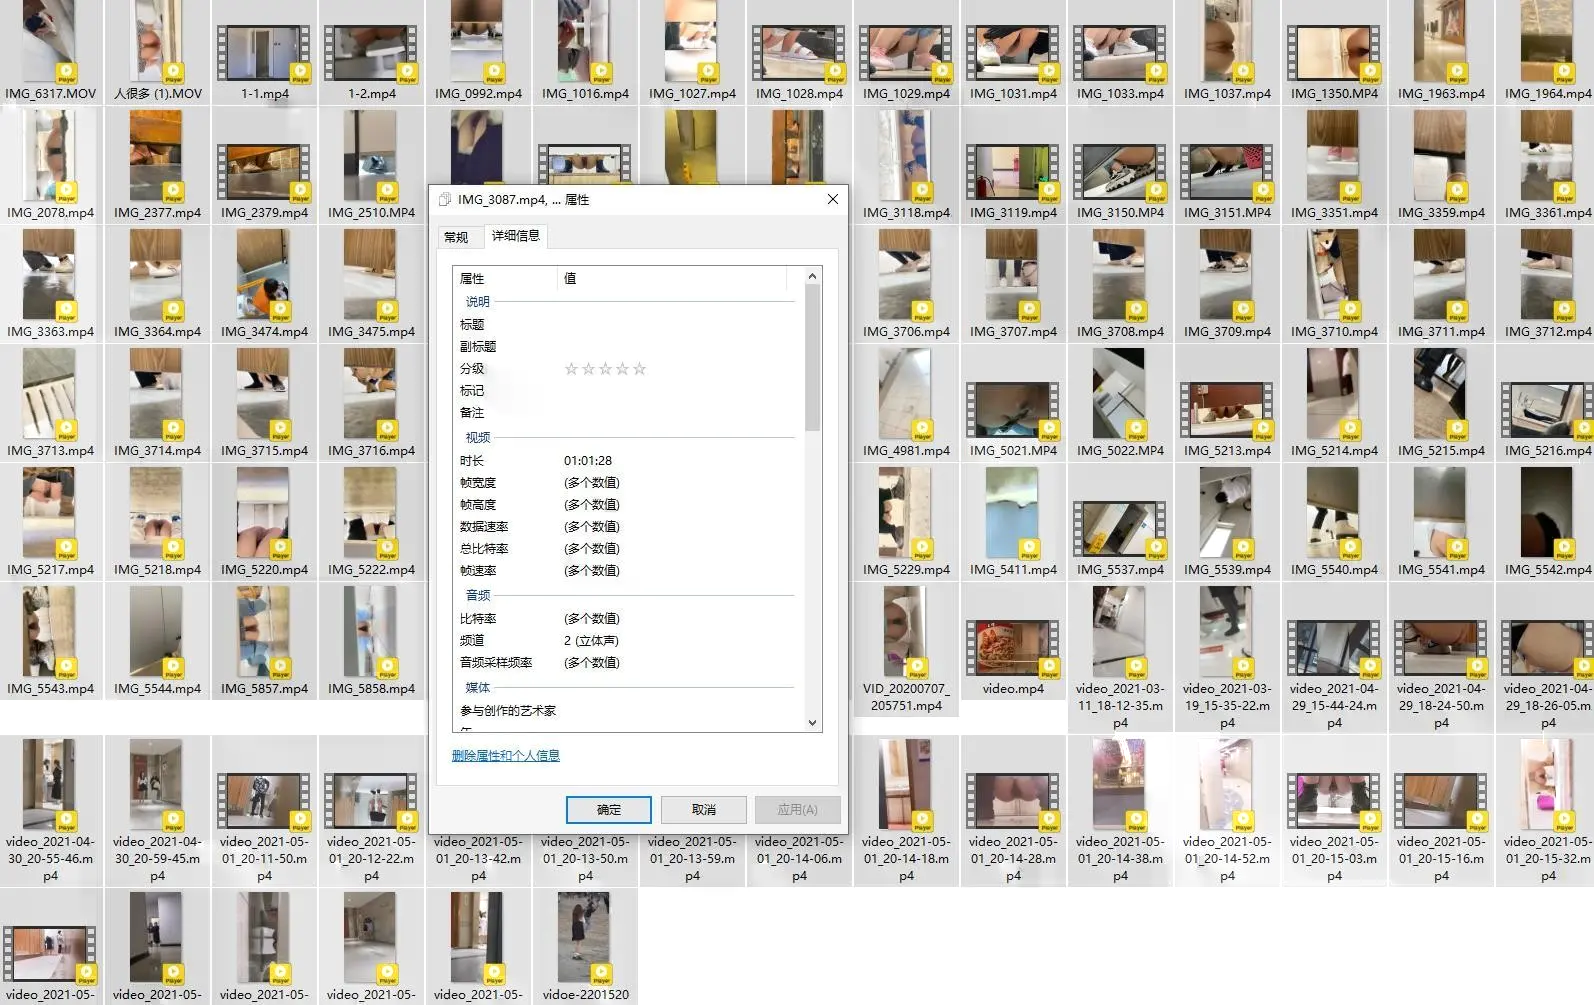 IMG_6317.MOV 人很多 (1).MOV 1-1.mp4 1-2.mp4 IMG_0992.mp4 IMG_1016.mp4 IMG_1027.mp4 IMG_1028.mp4 IMG_1029.mp4 IMG_1031.mp4 IMG_1033.mp4 IMG_1037.mp4 IMG_1350.MP4 IMG_1963.mp4 IMG_1964.mp4
IMG_2078.mp4 IMG_2377.mp4 IMG_2379.mp4 IMG_2510.MP4 IMG_3118.mp4 IMG_3119.mp4 IMG_3150.MP4 IMG_3151.MP4 IMG_3351.mp4 IMG_3359.mp4 IMG_3361.mp4
IMG_3363.mp4 IMG_3364.mp4 IMG_3474.mp4 IMG_3475.mp4 IMG_3706.mp4 IMG_3707.mp4 IMG_3708.mp4 IMG_3709.mp4 IMG_3710.mp4 IMG_3711.mp4 IMG_3712.mp4
IMG_3713.mp4 IMG_3714.mp4 IMG_3715.mp4 IMG_3716.mp4 IMG_4981.mp4 IMG_5021.MP4 IMG_5022.MP4 IMG_5213.mp4 IMG_5214.mp4 IMG_5215.mp4 IMG_5216.mp4
IMG_5217.mp4 IMG_5218.mp4 IMG_5220.mp4 IMG_5222.mp4 IMG_5229.mp4 IMG_5411.mp4 IMG_5537.mp4 IMG_5539.mp4 IMG_5540.mp4 IMG_5541.mp4 IMG_5542.mp4
IMG_5543.mp4 IMG_5544.mp4 IMG_5857.mp4 IMG_5858.mp4 VID_20200707_205751.mp4 video.mp4 video_2021-03-11_18-12-35.mp4 video_2021-03-19_15-35-22.mp4 video_2021-04-29_15-44-24.mp4 video_2021-04-29_18-24-50.mp4 video_2021-04-29_18-26-05.mp4
video_2021-04-30_20-55-46.mp4 video_2021-04-30_20-59-45.mp4 video_2021-05-01_20-11-50.mp4 video_2021-05-01_20-12-22.mp4 video_2021-05-01_20-13-42.mp4 video_2021-05-01_20-13-50.mp4 video_2021-05-01_20-13-59.mp4 video_2021-05-01_20-14-06.mp4 video_2021-05-01_20-14-18.mp4 video_2021-05-01_20-14-28.mp4 video_2021-05-01_20-14-38.mp4 video_2021-05-01_20-14-52.mp4 video_2021-05-01_20-15-03.mp4 video_2021-05-01_20-15-16.mp4 video_2021-05-01_20-15-32.mp4
video_2021-05- video_2021-05- video_2021-05- video_2021-05- video_2021-05- vidoe-2201520
IMG_3087.mp4, ... 属性
常规 详细信息
属性 值
说明
标题
副标题
分级 ☆☆☆☆☆
标记
备注
视频
时长 01:01:28
帧宽度 (多个数值)
帧高度 (多个数值)
数据速率 (多个数值)
总比特率 (多个数值)
帧速率 (多个数值)
音频
比特率 (多个数值)
频道 2 (立体声)
音频采样频率 (多个数值)
媒体
参与创作的艺术家
删除属性和个人信息
确定 取消 应用(A)